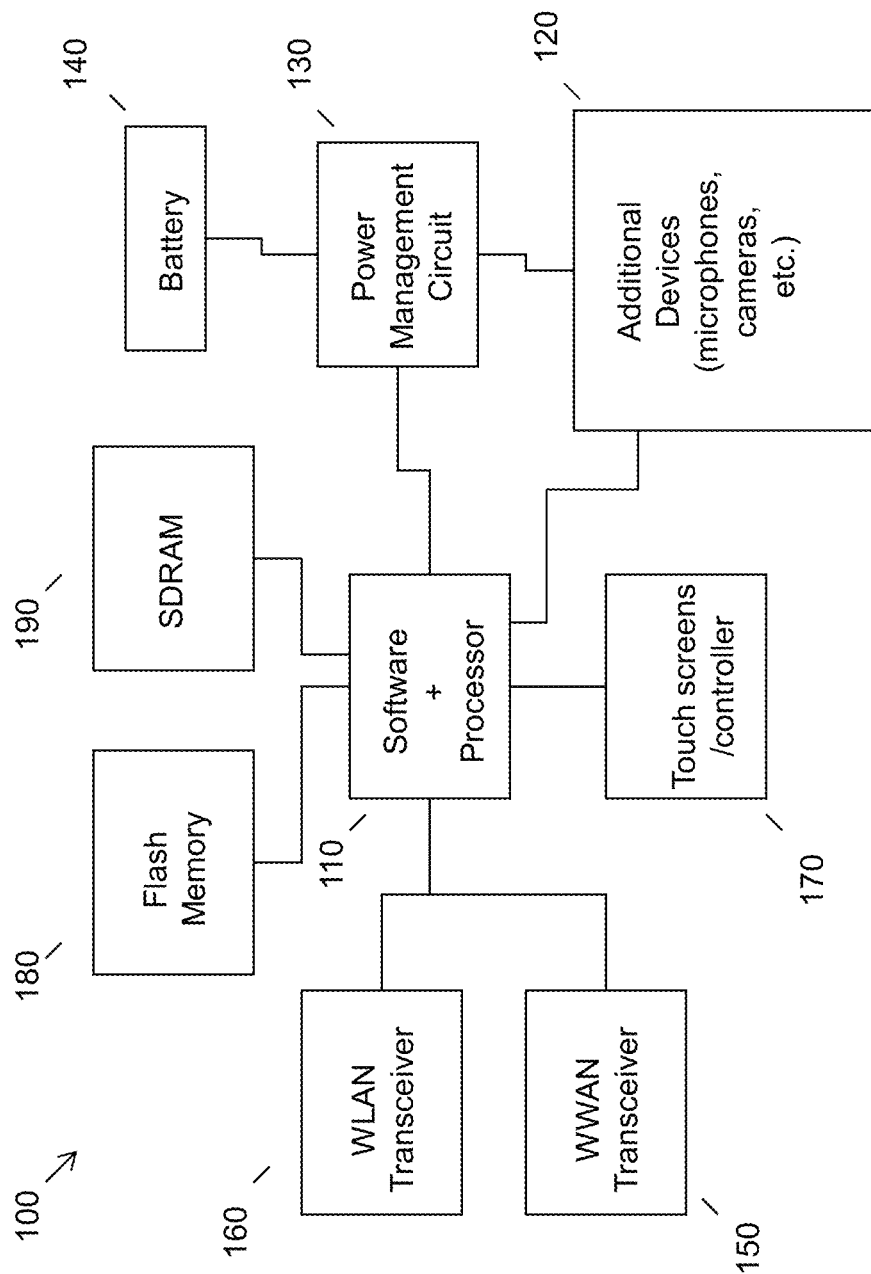 100
160
WLAN
Transceiver
150
WWAN
Transceiver
180
Flash
Memory
190
SDRAM
110
Software
+
Processor
170
Touch screens
/controller
140
Battery
130
Power
Management
Circuit
120
Additional
Devices
(microphones,
cameras,
etc.)